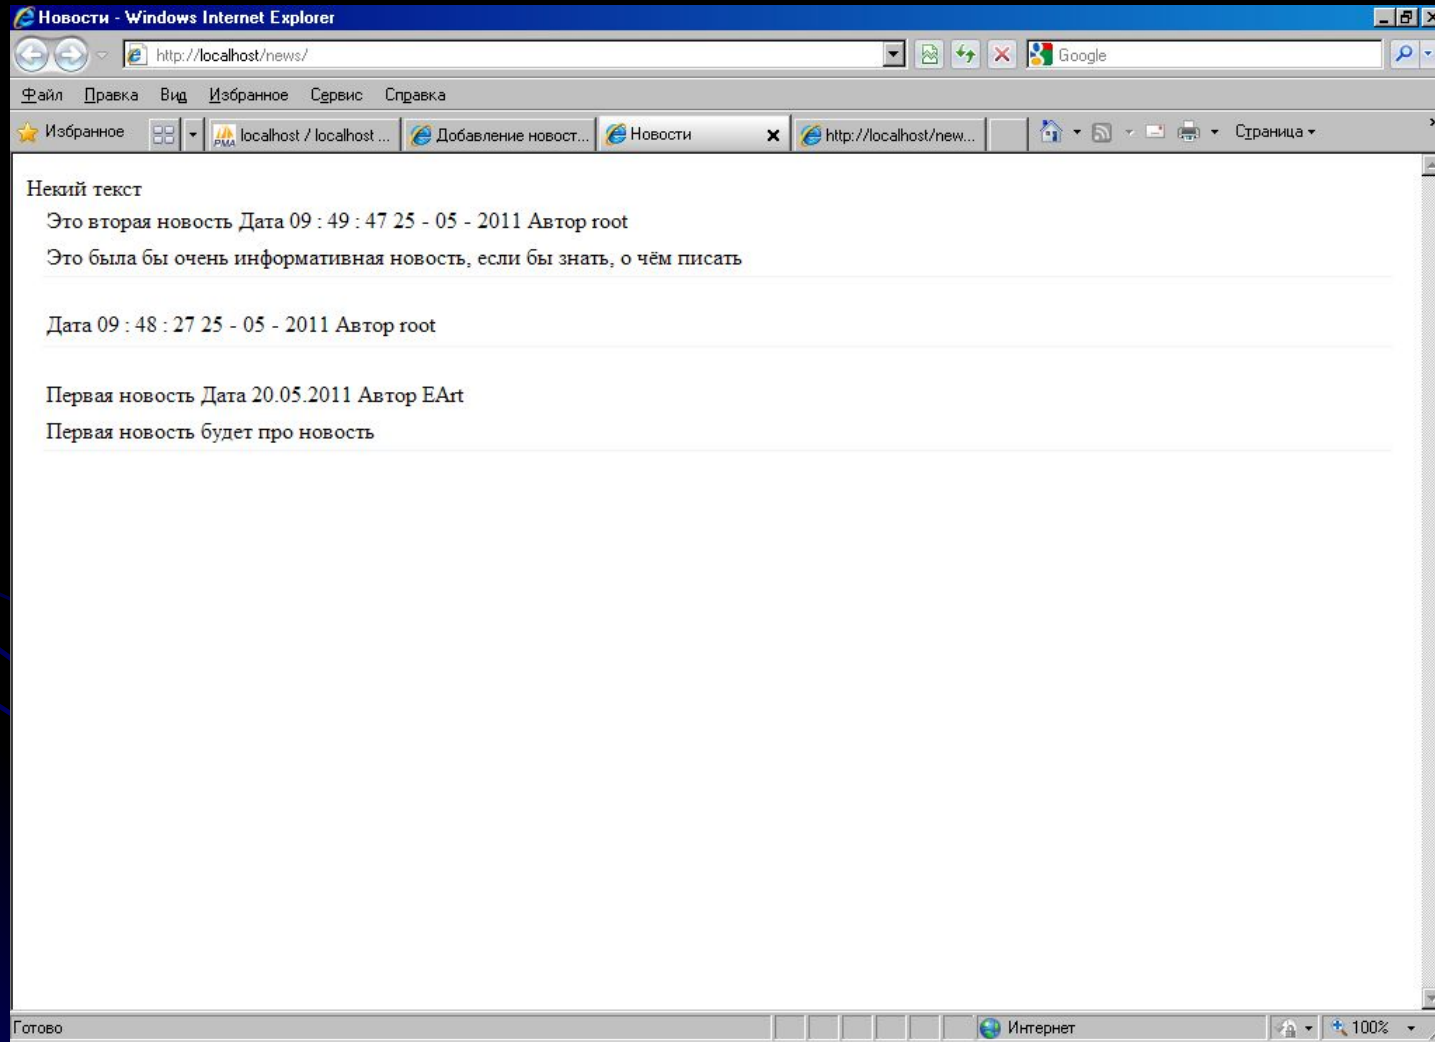 Новости - Windows Internet Explorer
http://localhost/news/ Google
Файл Правка Вид Избранное Сервис Справка
Избранное PMA localhost / localhost ... Добавление новост... Новости http://localhost/new... Страница
Некий текст
Это вторая новость Дата 09 : 49 : 47 25 - 05 - 2011 Автор root
Это была бы очень информативная новость, если бы знать, о чём писать
Дата 09 : 48 : 27 25 - 05 - 2011 Автор root
Первая новость Дата 20.05.2011 Автор EArt
Первая новость будет про новость
Готово Интернет 100%